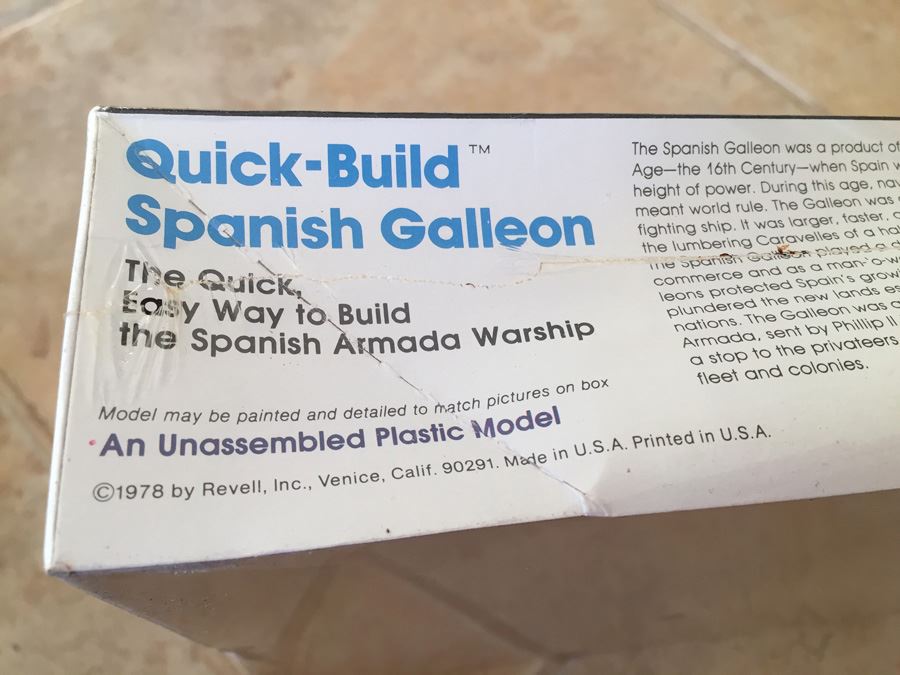 Quick-Build™
Spanish Galleon
The Quick,
Easy Way to Build
the Spanish Armada Warship
Model may be painted and detailed to match pictures on box
An Unassembled Plastic Model
©1978 by Revell, Inc., Venice, Calif. 90291. Made in U.S.A. Printed in U.S.A.
The Spanish Galleon was a product of
Age—the 16th Century—when Spain
height of power. During this age,
meant world rule. The Galleon was
fighting ship. It was larger, faster,
the lumbering Caravelles of a
The Spanish Galleon played a
commerce and as a man-o-
leons protected Spain's
plundered the new lands
nations. The Galleon was
Armada, sent by Phillip II
a stop to the privateers
fleet and colonies.